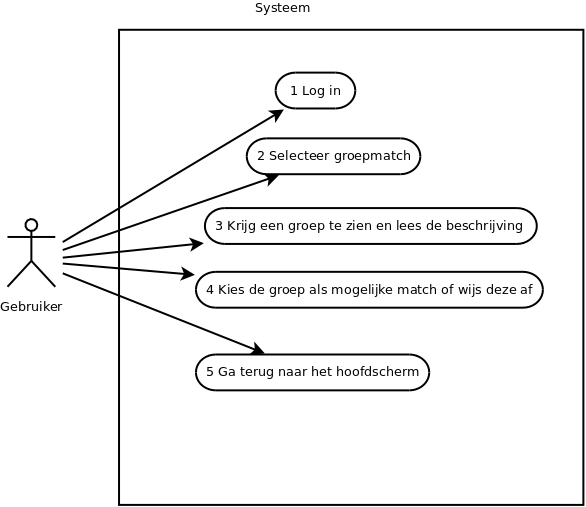 Systeem
1 Log in
2 Selecteer groepmatch
3 Krijg een groep te zien en lees de beschrijving
Gebruiker
4 Kies de groep als mogelijke match of wijs deze af
5 Ga terug naar het hoofdscherm